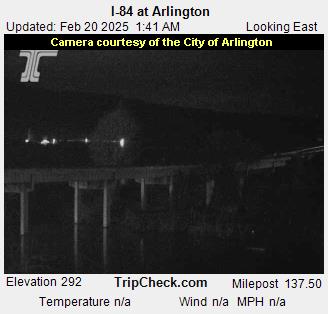 I-84 at Arlington
Updated: Feb 20 2025 1:41 AM Looking East
Camera courtesy of the City of Arlington
Elevation 292 TripCheck.com Milepost 137.50
Temperature n/a Wind n/a MPH n/a